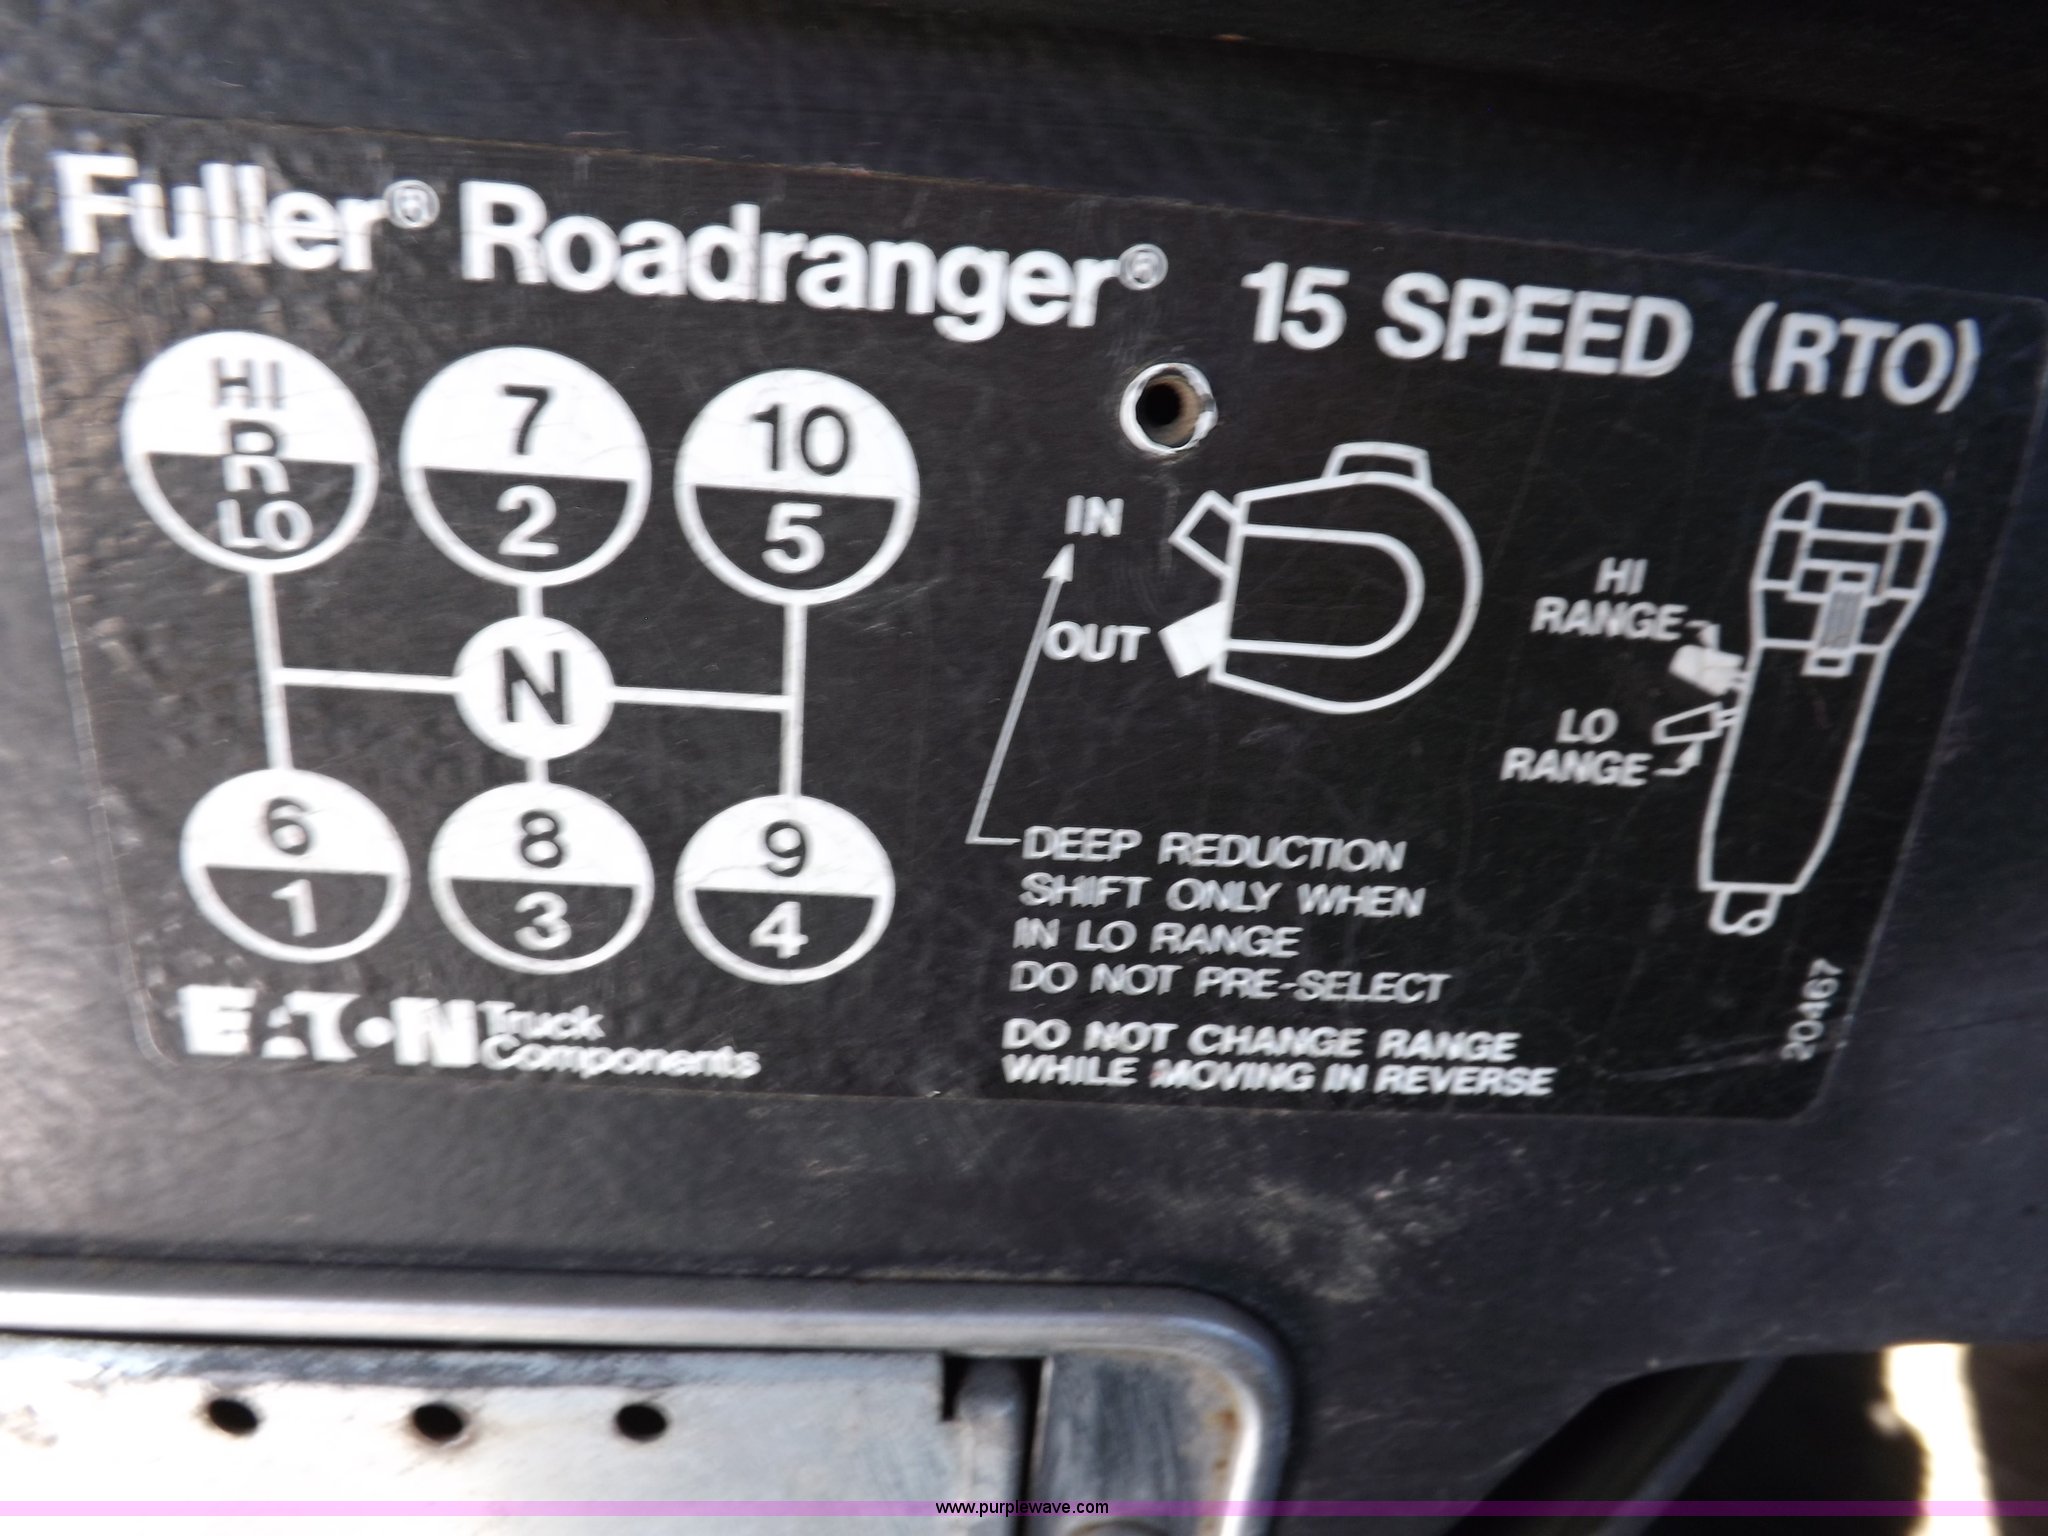 Fuller® Roadranger® 15 SPEED (RTO)
HI
R
LO
7
2
10
5
N
6
1
8
3
9
4
IN
OUT
HI
RANGE
LO
RANGE
DEEP REDUCTION
SHIFT ONLY WHEN
IN LO RANGE
DO NOT PRE-SELECT
DO NOT CHANGE RANGE
WHILE MOVING IN REVERSE
EATON Truck
Components
20467
www.purplewave.com